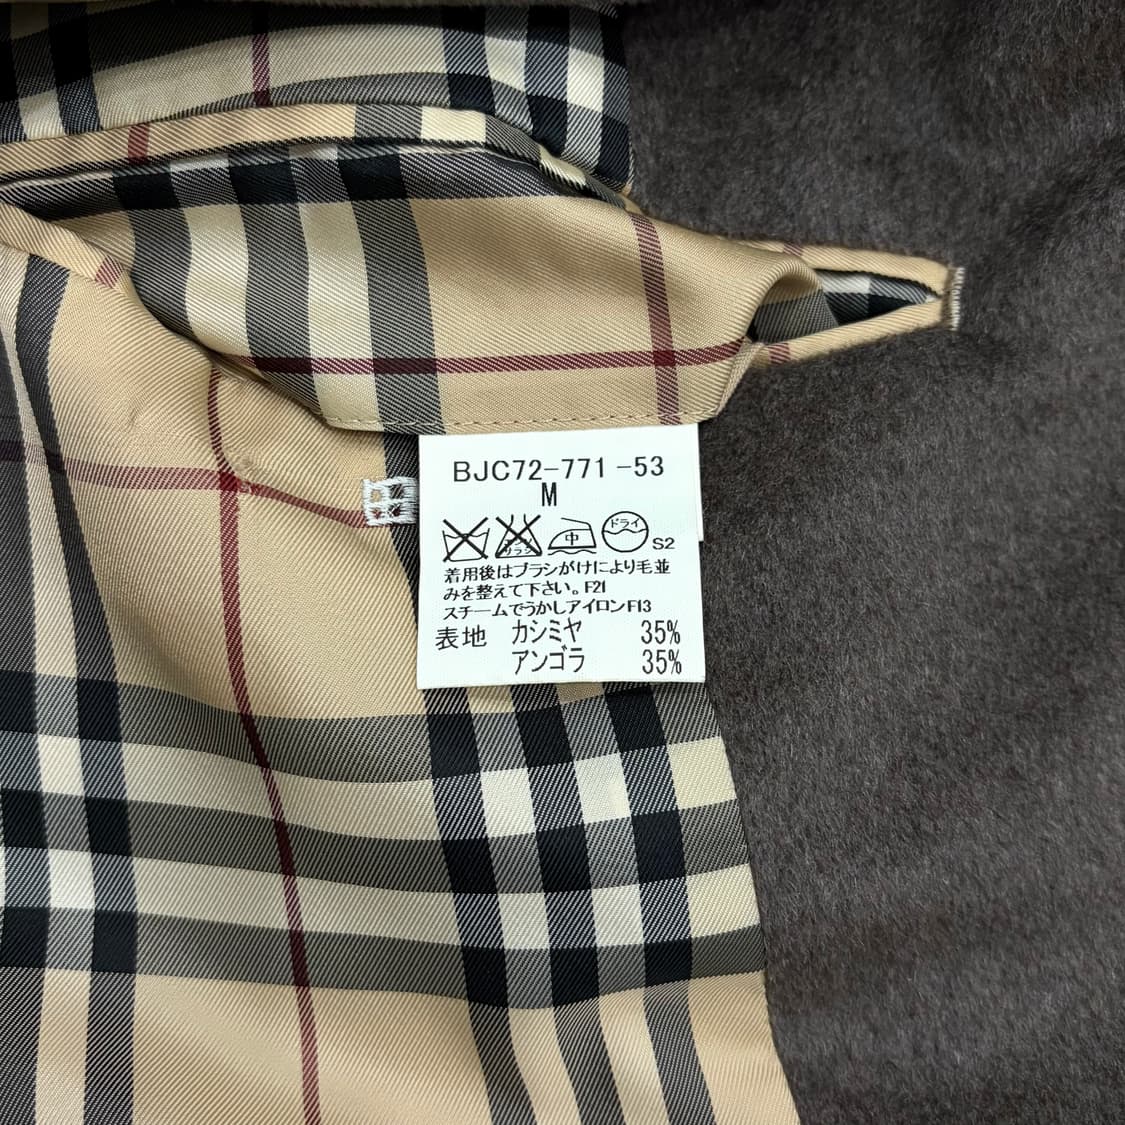 BJC72-771 -53
M
中 ドライ S2
着用後はブラシがけにより毛並
みを整えて下さい。F21
スチームでうかしアイロンF13
表地 カシミヤ 35%
アンゴラ 35%